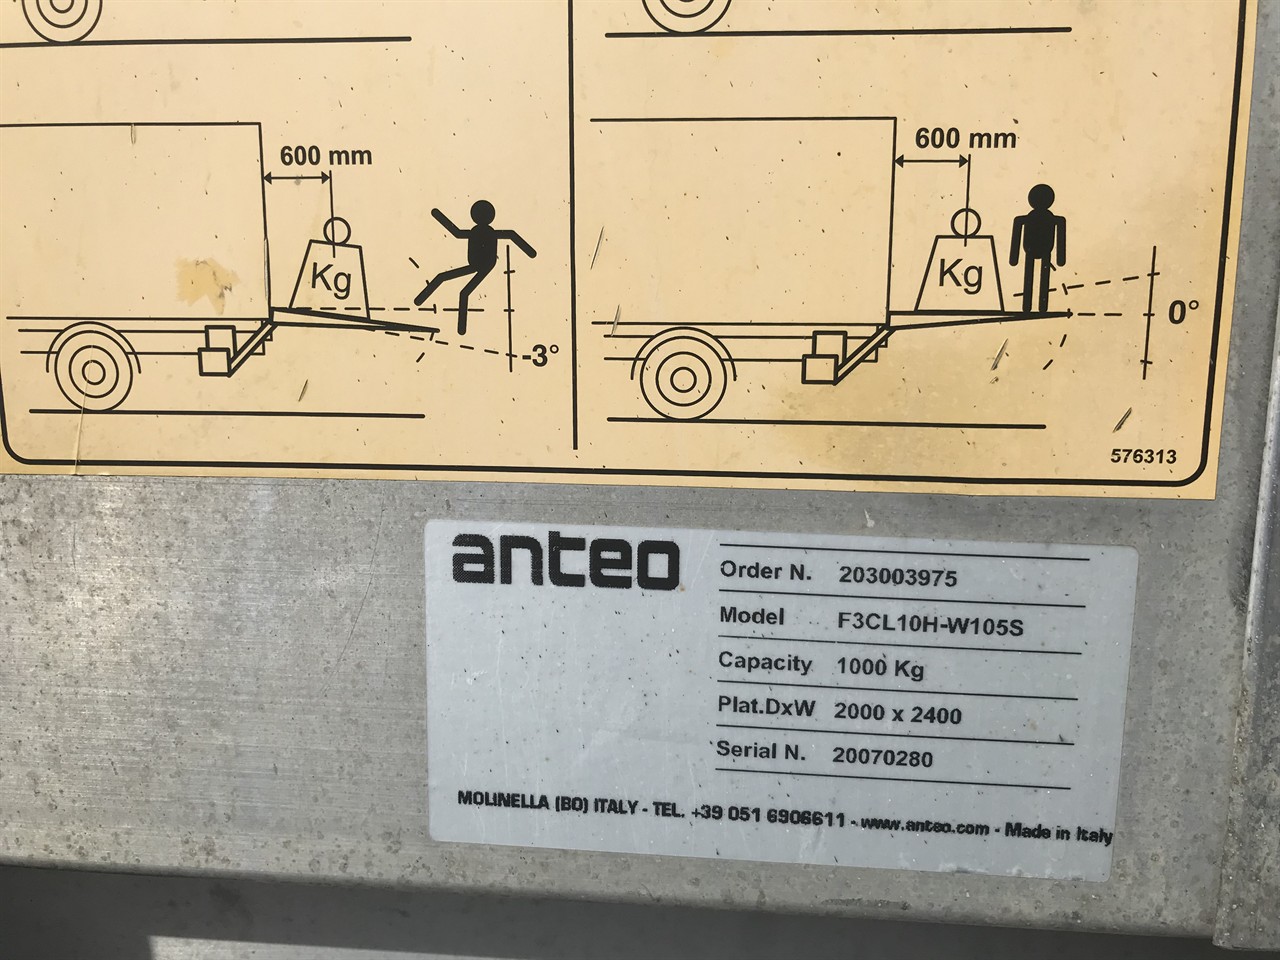 600 mm
600 mm
Kg
Kg
-3°
0°
576313
anteo
Order N. 203003975
Model F3CL10H-W105S
Capacity 1000 Kg
Plat.DxW 2000 x 2400
Serial N. 20070280
MOLINELLA (BO) ITALY - TEL. +39 051 6906611 - www.anteo.com - Made in Italy